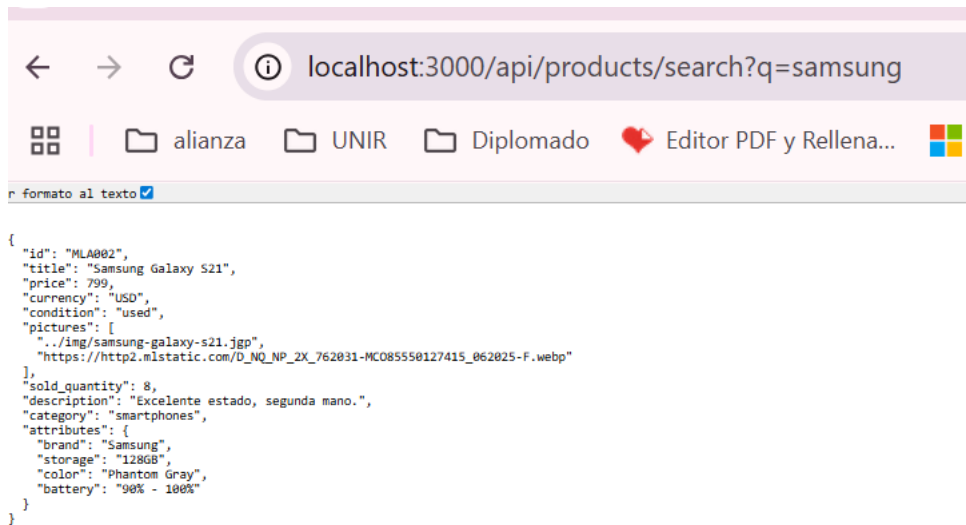 localhost:3000/api/products/search?q=samsung
alianza UNIR Diplomado Editor PDF y Rellena...
r formato al texto
{
"id": "MLA002",
"title": "Samsung Galaxy S21",
"price": 799,
"currency": "USD",
"condition": "used",
"pictures": [
"../img/samsung-galaxy-s21.jgp",
"https://http2.mlstatic.com/D_NQ_NP_2X_762031-MCO85550127415_062025-F.webp"
],
"sold_quantity": 8,
"description": "Excelente estado, segunda mano.",
"category": "smartphones",
"attributes": {
"brand": "Samsung",
"storage": "128GB",
"color": "Phantom Gray",
"battery": "90% - 100%"
}
}